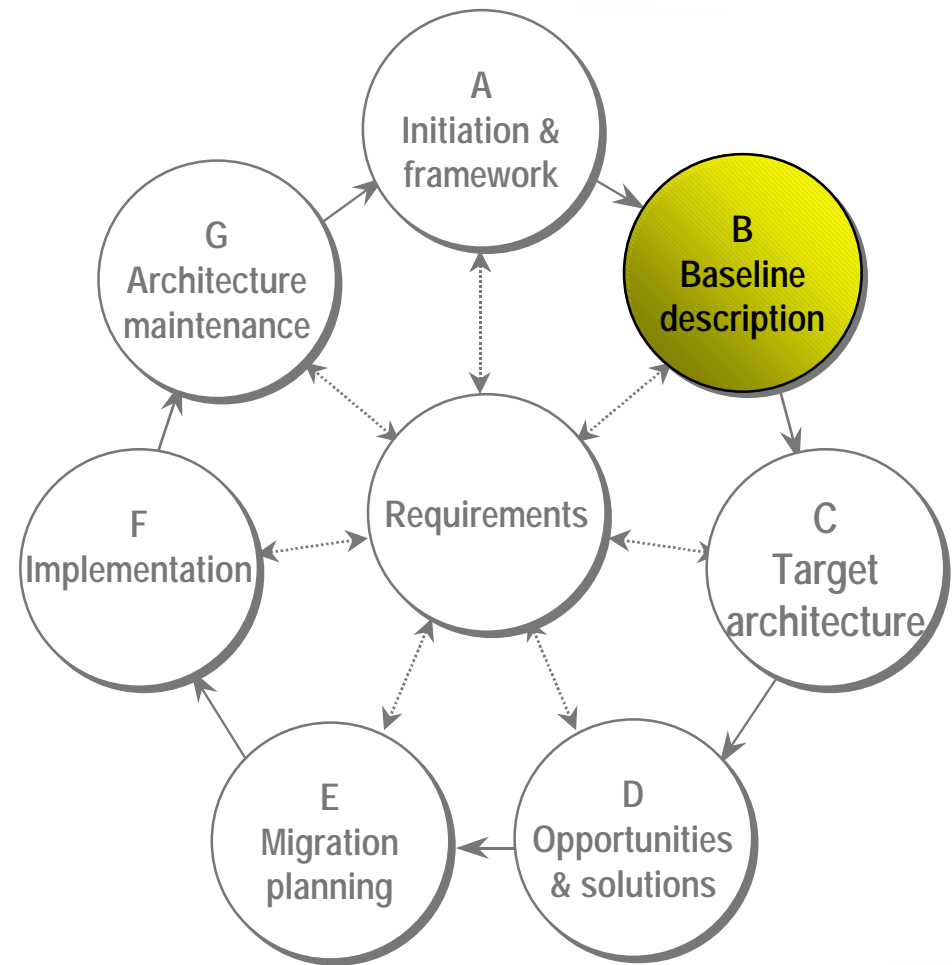 A
Initiation &
framework
B
Baseline
description
G
Architecture
maintenance
Requirements
C
Target
architecture
F
Implementation
E
Migration
planning
D
Opportunities
& solutions